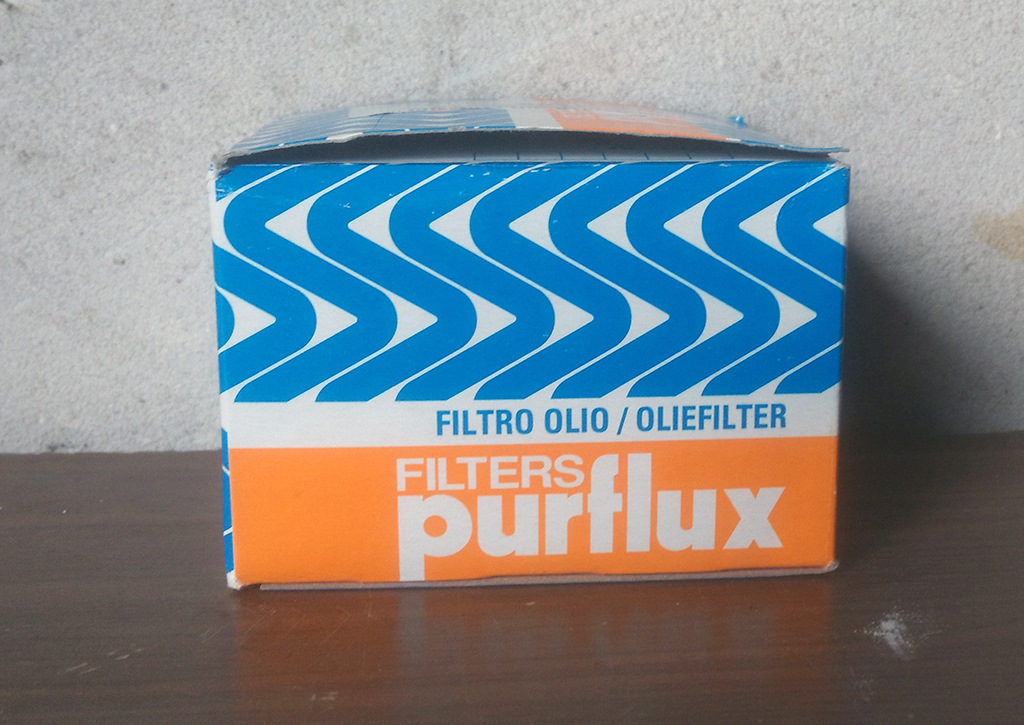 FILTRO OLIO / OLIEFILTER
FILTERS
purflux